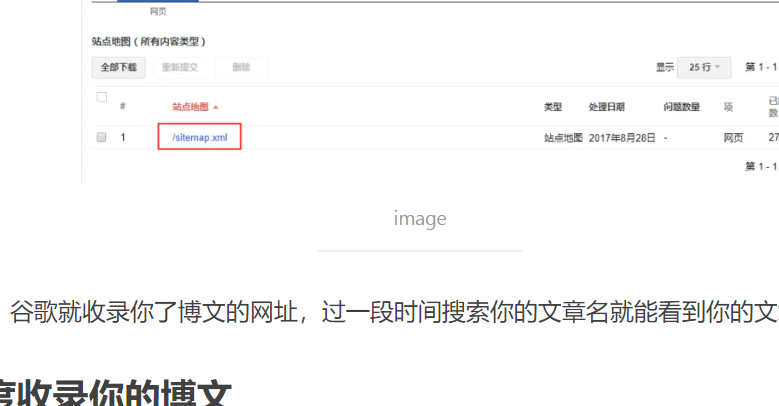 网页
站点地图（所有内容类型）
全部下载 重新提交 删除 显示 25 行 第 1 - 1
# 站点地图 类型 处理日期 问题数量 项 已 数
1 /sitemap.xml 站点地图 2017年8月28日 - 网页 27
第 1 - 1
image
谷歌就收录你了博文的网址，过一段时间搜索你的文章名就能看到你的文
度收录你的博文